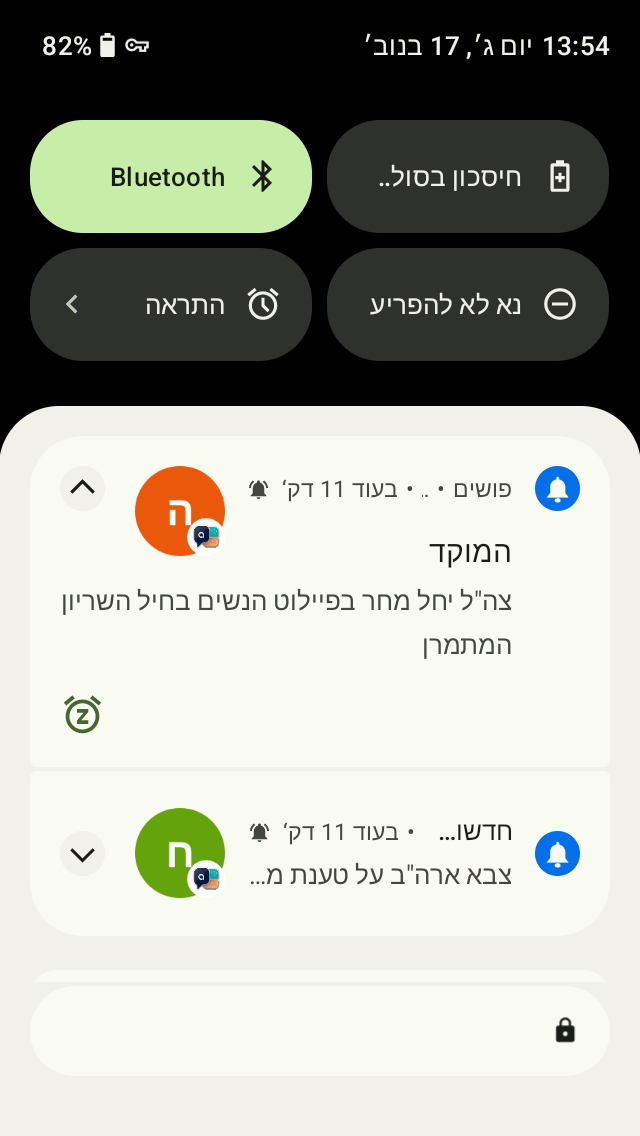 13:54 יום ג׳, 17 בנוב׳
82%
חיסכון בסול..
Bluetooth
נא לא להפריע
התראה
פושים • .. • בעוד 11 דק‘
ה
המוקד
צה"ל יחל מחר בפיילוט הנשים בחיל השריון
המתמרן
חדשו... • בעוד 11 דק‘
ח
צבא ארה"ב על טענת מ...